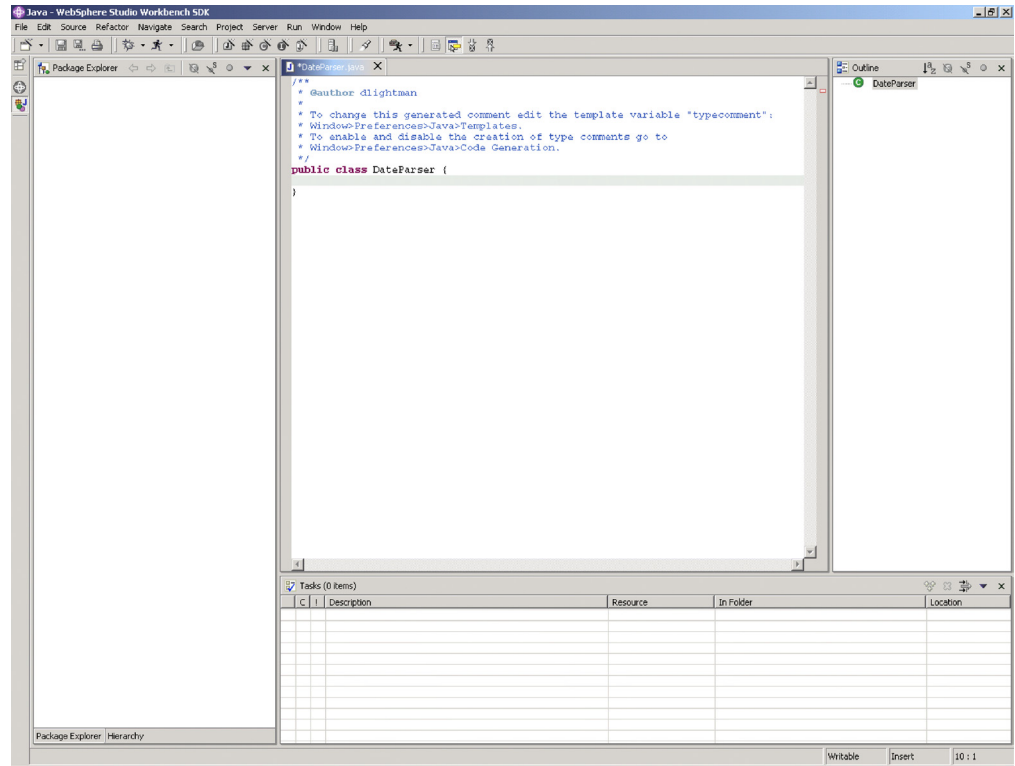 Java - WebSphere Studio Workbench SDK
File Edit Source Refactor Navigate Search Project Server Run Window Help
Package Explorer
*DateParser.java
Outline
DateParser
/**
* @author dlightman
*
* To change this generated comment edit the template variable "typecomment":
* Window>Preferences>Java>Templates.
* To enable and disable the creation of type comments go to
* Window>Preferences>Java>Code Generation.
*/
public class DateParser {
}
Tasks (0 items)
C ! Description Resource In Folder Location
Package Explorer Hierarchy
Writable Insert 10 : 1